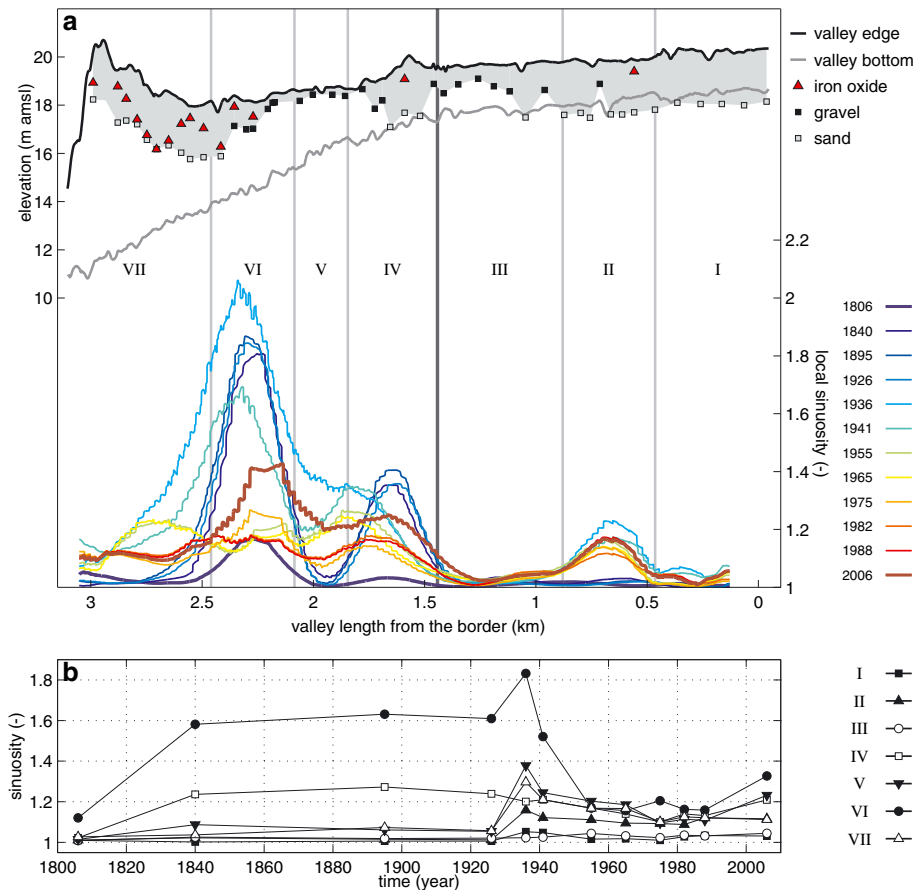 a
elevation (m amsl)
20
18
16
14
12
10
VII
VI
V
IV
III
II
I
2.2
2
1.8
1.6
1.4
1.2
1
local sinuosity (-)
3
2.5
2
1.5
1
0.5
0
valley length from the border (km)
valley edge
valley bottom
iron oxide
gravel
sand
1806
1840
1895
1926
1936
1941
1955
1965
1975
1982
1988
2006
b
sinuosity (-)
1.8
1.6
1.4
1.2
1
1800
1820
1840
1860
1880
1900
1920
1940
1960
1980
2000
time (year)
I
II
III
IV
V
VI
VII